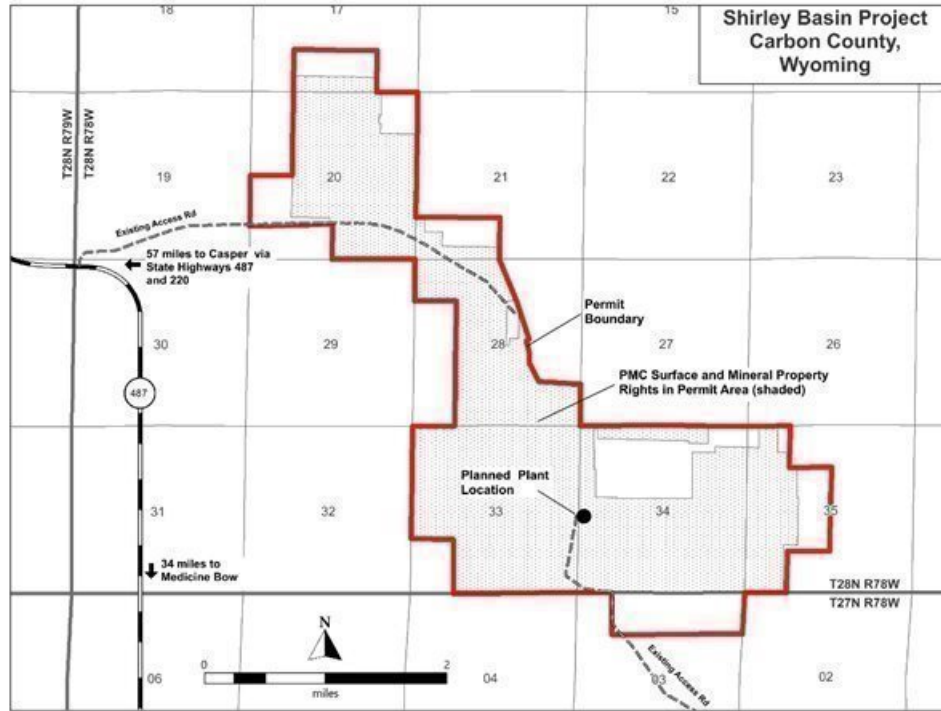 18
17
15
Shirley Basin Project
Carbon County,
Wyoming
T28N R79W
T28N R78W
19
20
21
22
23
Existing Access Rd
57 miles to Casper via
State Highways 487
and 220
Permit
Boundary
30
29
28
27
26
PMC Surface and Mineral Property
Rights in Permit Area (shaded)
487
Planned Plant
Location
31
32
33
34
35
34 miles to
Medicine Bow
T28N R78W
T27N R78W
N
0
2
miles
Existing Access Rd
06
04
03
02